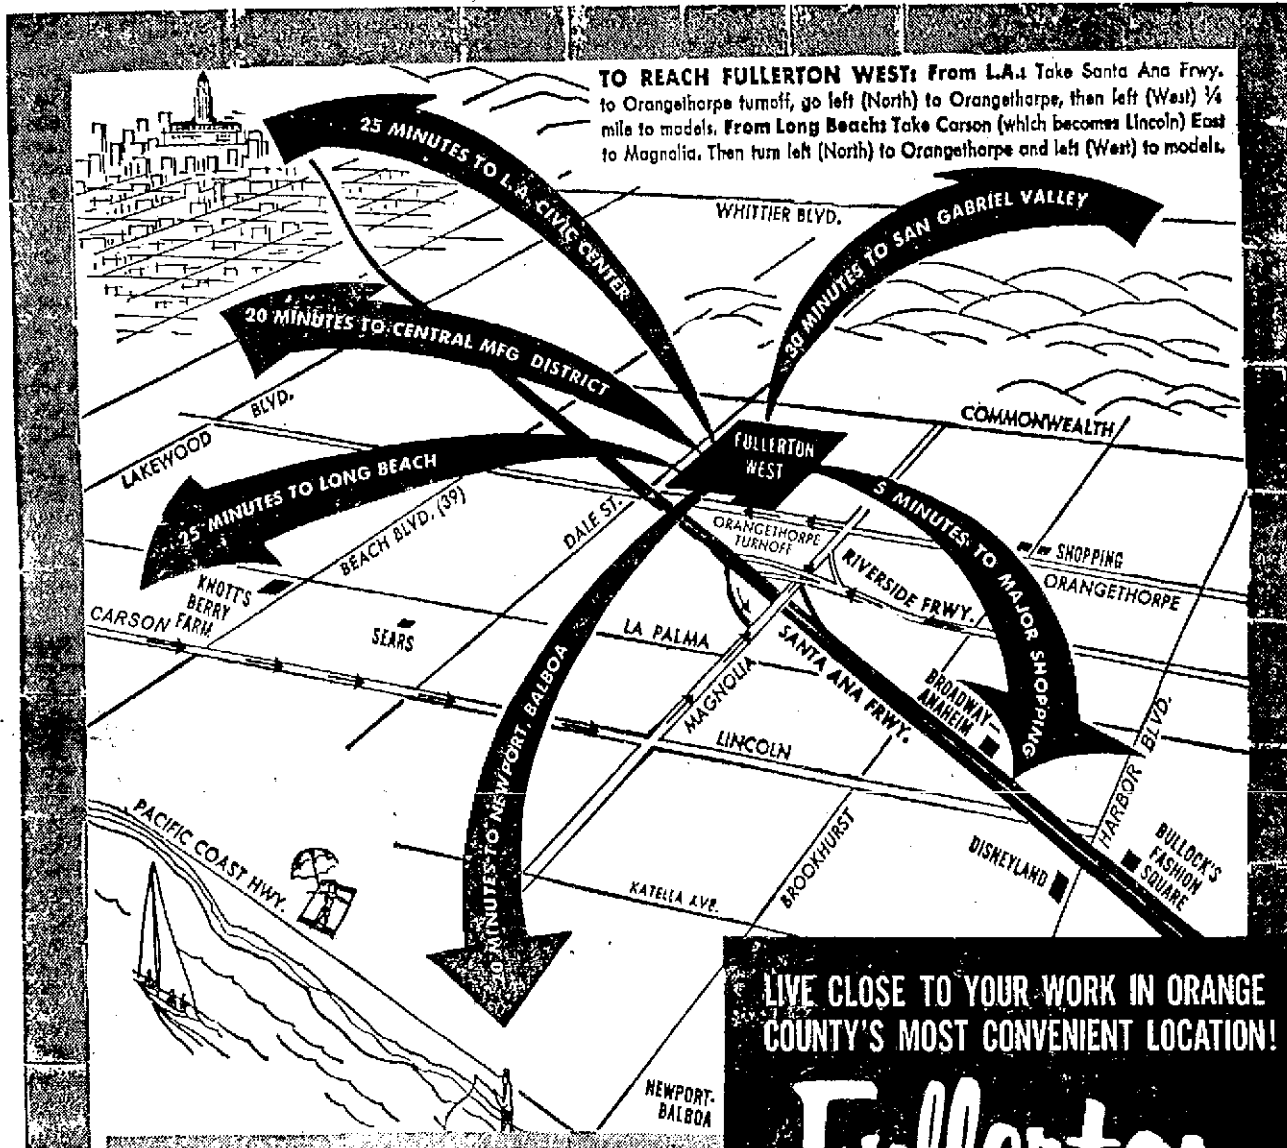 TO REACH FULLERTON WEST: From L.A.: Take Santa Ana Frwy.
to Orangethorpe turnoff, go left (North) to Orangethorpe, then left (West) ¼
mile to models. From Long Beach: Take Carson (which becomes Lincoln) East
to Magnolia. Then turn left (North) to Orangethorpe and left (West) to models.
25 MINUTES TO L.A. CIVIC CENTER
WHITTIER BLVD.
30 MINUTES TO SAN GABRIEL VALLEY
20 MINUTES TO CENTRAL MFG DISTRICT
LAKEWOOD BLVD.
COMMONWEALTH
FULLERTON
WEST
25 MINUTES TO LONG BEACH
BEACH BLVD. (39)
DALE ST.
5 MINUTES TO MAJOR SHOPPING
ORANGETHORPE
TURNOFF
SHOPPING
ORANGETHORPE
RIVERSIDE FRWY.
KNOTT'S
BERRY
FARM
CARSON
SEARS
LA PALMA
SANTA ANA FRWY.
MAGNOLIA
BROADWAY—
ANAHEIM
LINCOLN
HARBOR BLVD.
MINUTES TO NEWPORT, BALBOA
PACIFIC COAST HWY.
DISNEYLAND
BULLOCK'S
FASHION
SQUARE
KATELLA AVE.
BROOKHURST
NEWPORT-
BALBOA
LIVE CLOSE TO YOUR WORK IN ORANGE
COUNTY'S MOST CONVENIENT LOCATION!
Fullerton